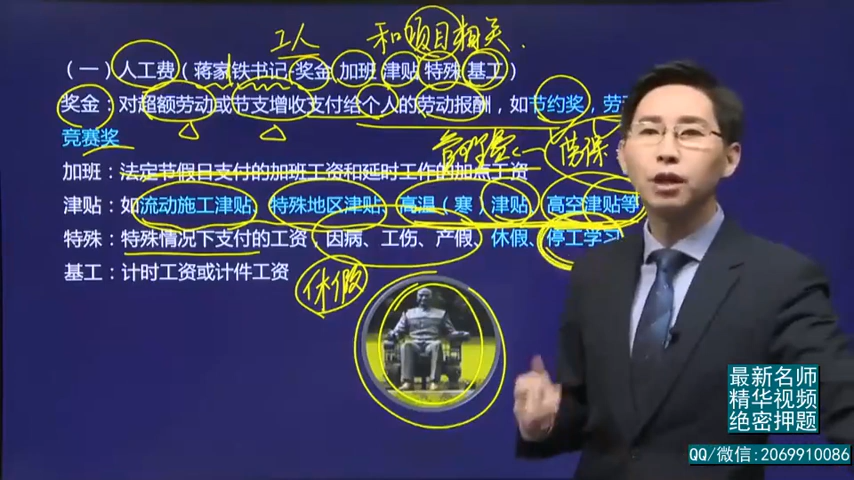 工人 和项目相关.
(一)人工费(蒋家铁书记-奖金 加班 津贴 特殊 基工)
奖金：对超额劳动或节支增收支付给个人的劳动报酬，如节约奖，劳
竞赛奖
管理费
加班：法定节假日支付的加班工资和延时工作的加点工资
津贴：如流动施工津贴、特殊地区津贴、高温(寒)津贴、高空津贴等
特殊：特殊情况下支付的工资，因病、工伤、产假、休假、停工学习
基工：计时工资或计件工资
休假
最新名师
精华视频
绝密押题
QQ/微信:2069910086